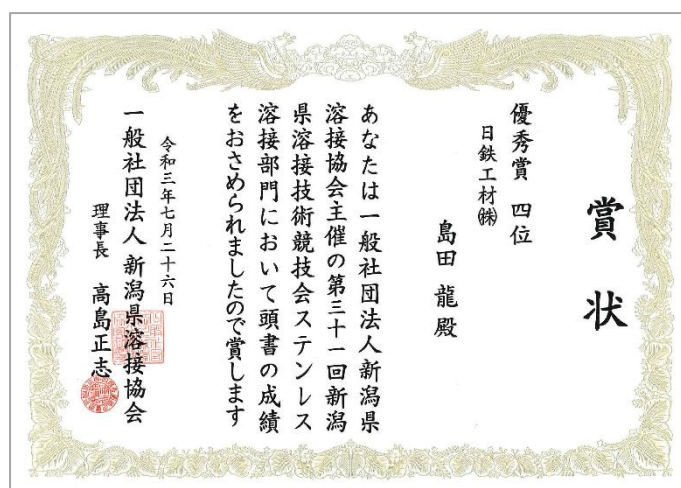 賞状
優秀賞 四位
日鉄工材㈱
島田 龍 殿
あなたは一般社団法人新潟県
溶接協会主催の第三十一回新潟
県溶接技術競技会ステンレス
溶接部門において頭書の成績
をおさめられましたので賞します
令和三年七月二十六日
一般社団法人 新潟県溶接協会
理事長 高島正志